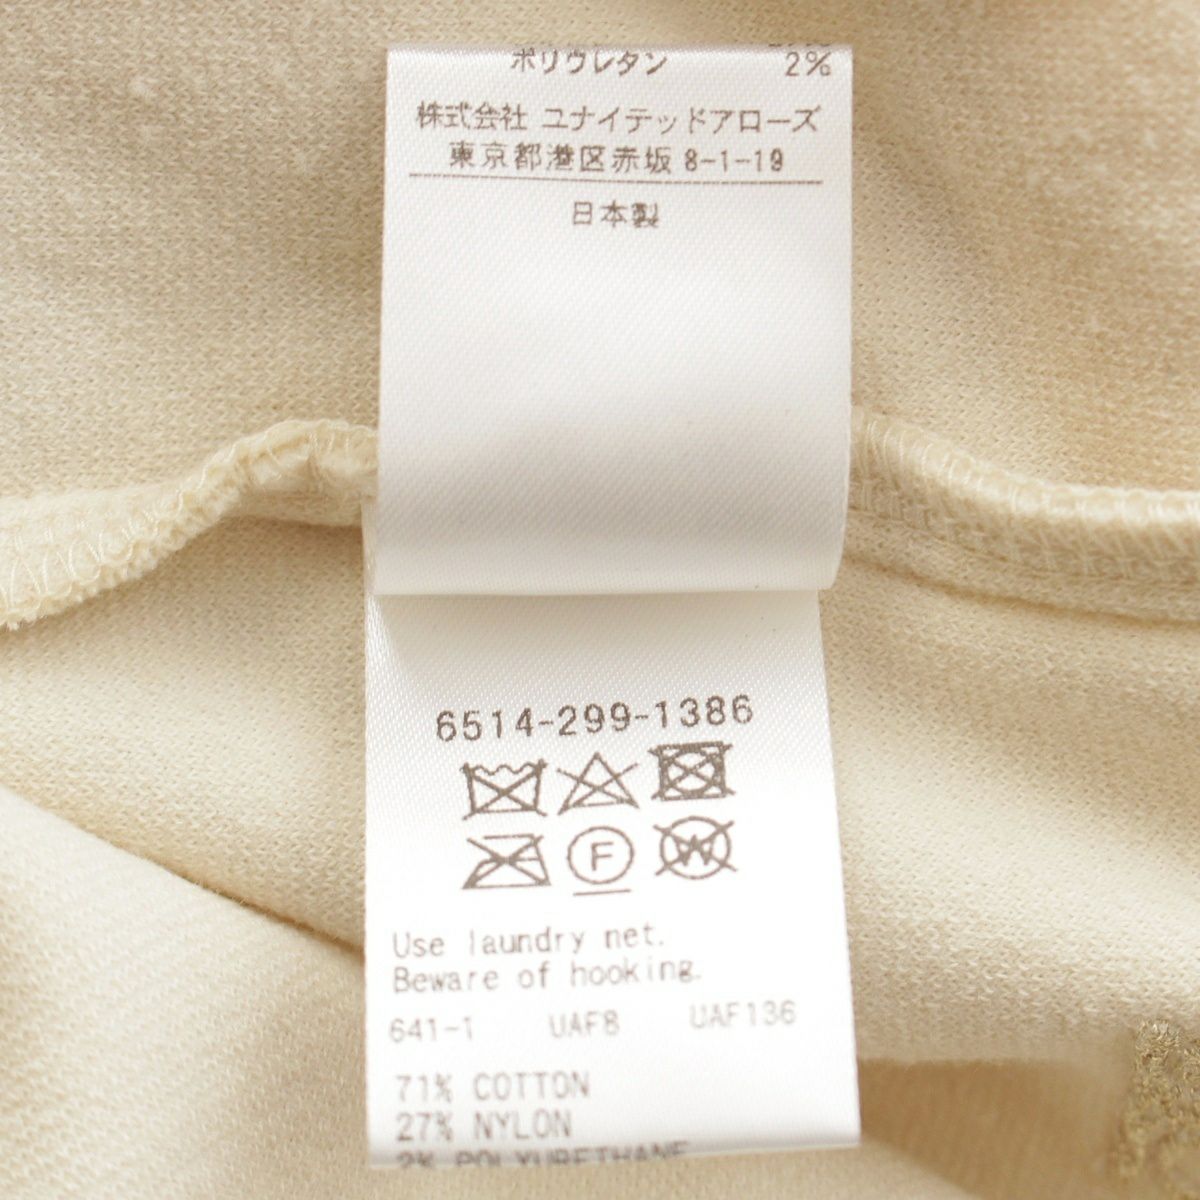 ポリウレタン 2%
株式会社 ユナイテッドアローズ
東京都港区赤坂 8-1-19
日本製
6514-299-1386
F W
Use laundry net.
Beware of hooking.
641-1 UAF8 UAF136
71% COTTON
27% NYLON
2% POLYURETHANE